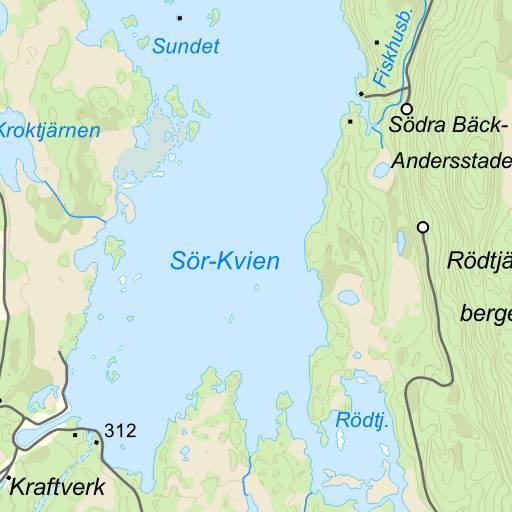 Sundet
Fiskhusb.
Kroktjärnen
Södra Bäck-
Andersstade
Sör-Kvien
Rödtjä
berge
Rödtj.
312
Kraftverk